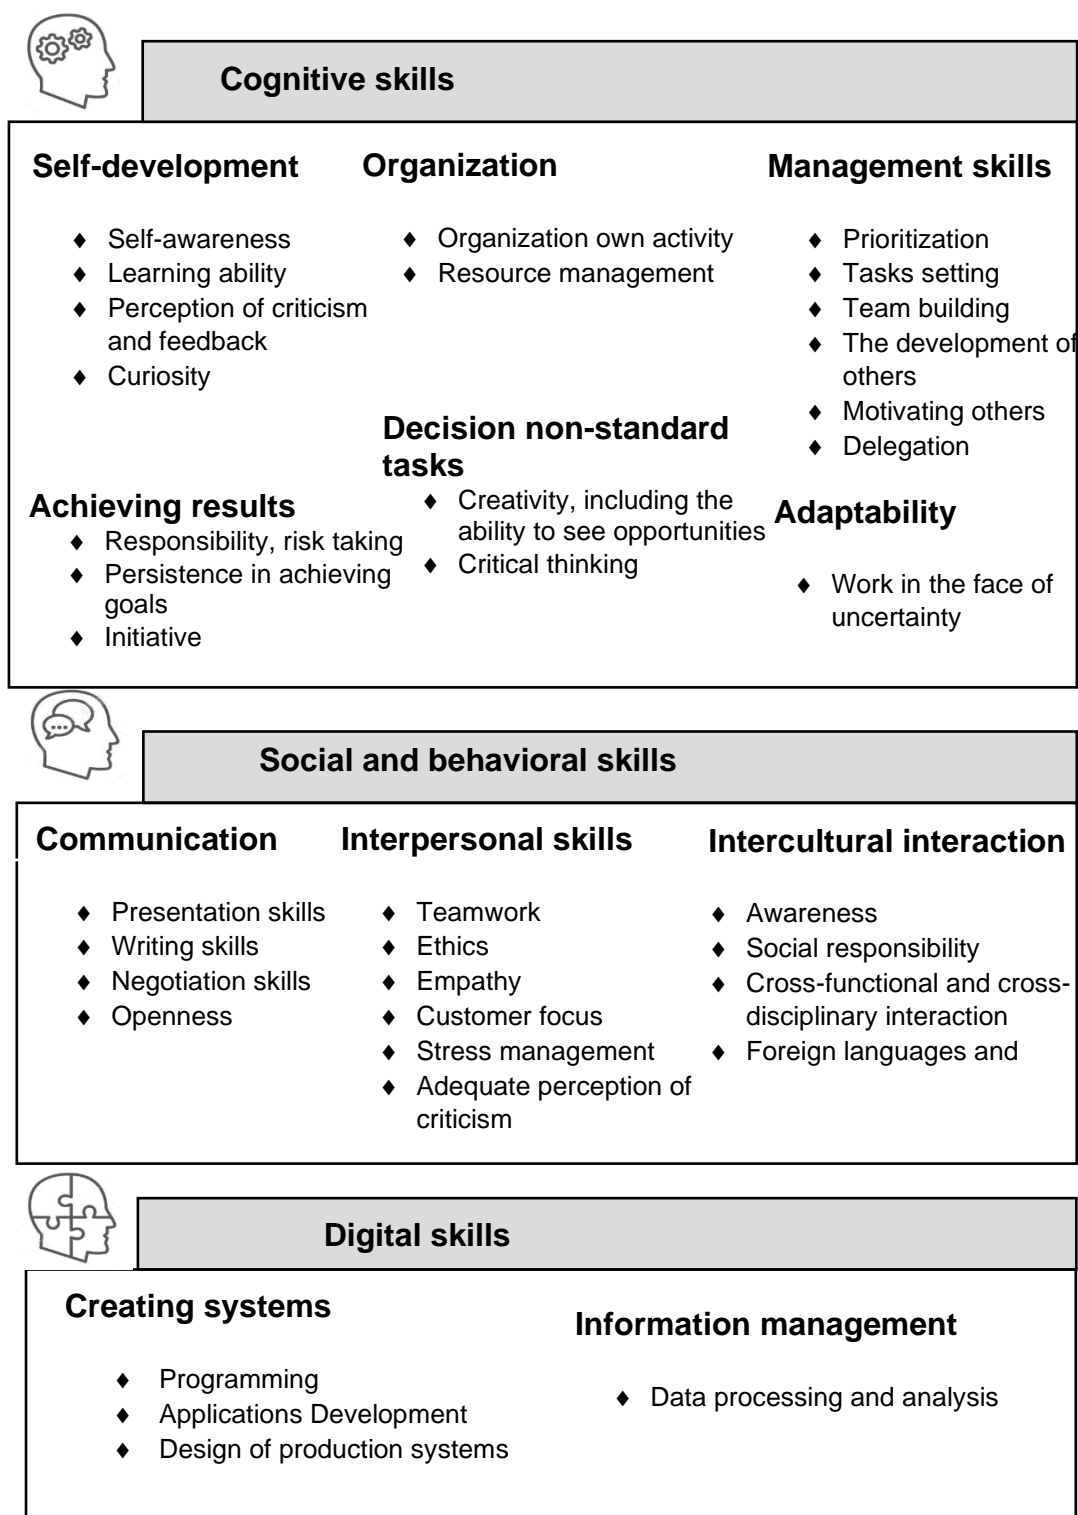 Cognitive skills
Self-development
♦ Self-awareness
♦ Learning ability
♦ Perception of criticism
and feedback
♦ Curiosity
Organization
♦ Organization own activity
♦ Resource management
Management skills
♦ Prioritization
♦ Tasks setting
♦ Team building
♦ The development of
others
♦ Motivating others
♦ Delegation
Achieving results
♦ Responsibility, risk taking
♦ Persistence in achieving
goals
♦ Initiative
Decision non-standard
tasks
♦ Creativity, including the
ability to see opportunities
♦ Critical thinking
Adaptability
♦ Work in the face of
uncertainty
Social and behavioral skills
Communication
♦ Presentation skills
♦ Writing skills
♦ Negotiation skills
♦ Openness
Interpersonal skills
♦ Teamwork
♦ Ethics
♦ Empathy
♦ Customer focus
♦ Stress management
♦ Adequate perception of
criticism
Intercultural interaction
♦ Awareness
♦ Social responsibility
♦ Cross-functional and cross-
disciplinary interaction
♦ Foreign languages and
Digital skills
Creating systems
♦ Programming
♦ Applications Development
♦ Design of production systems
Information management
♦ Data processing and analysis